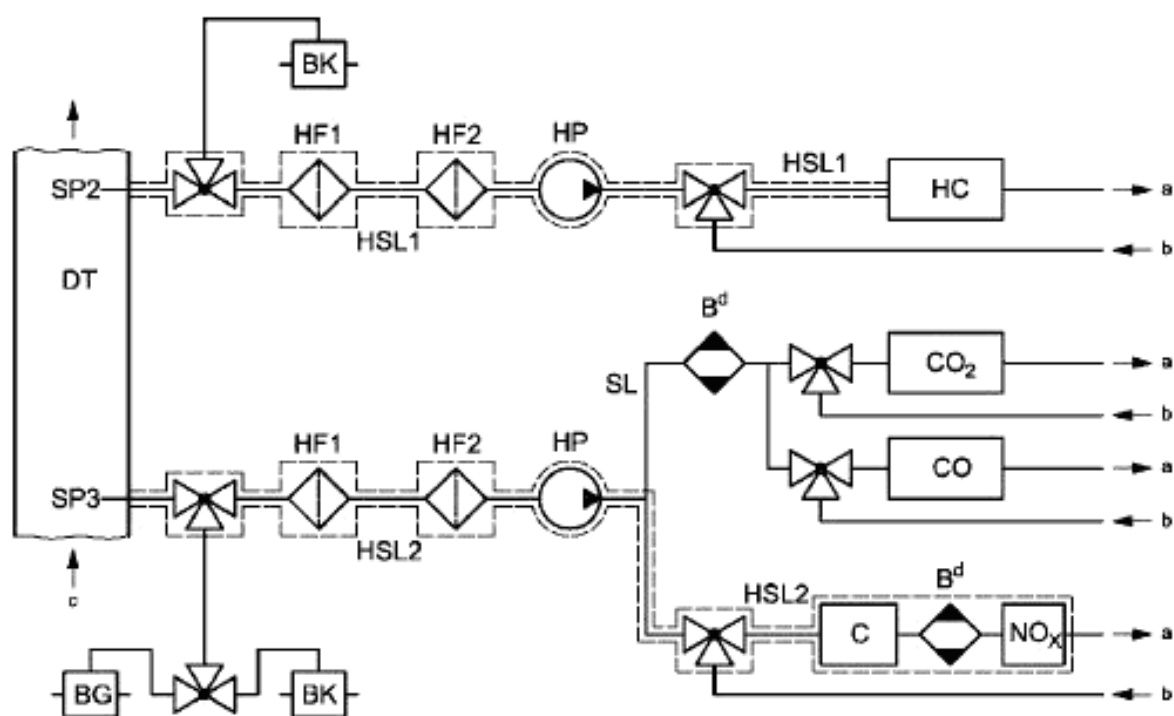 BK
HF1 HF2 HP
SP2 HSL1 HC a
HSL1 b
DT
B^d
SL CO₂ a
b
HF1 HF2 HP CO a
SP3
HSL2 b
c
HSL2 B^d
C NOₓ a
BG BK b